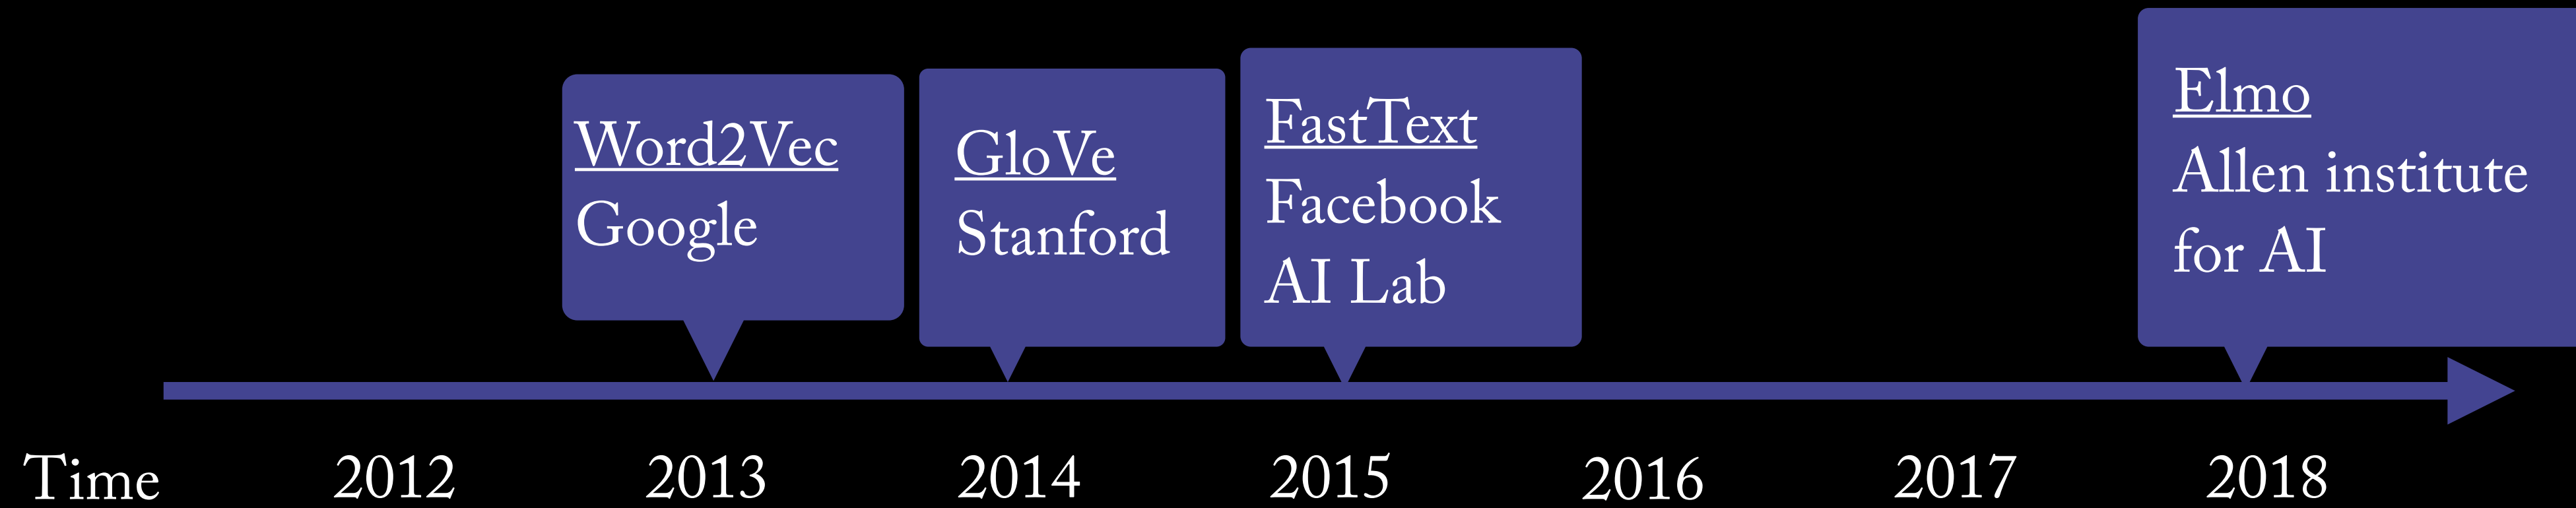 Word2Vec
Google
GloVe
Stanford
FastText
Facebook
AI Lab
Elmo
Allen institute
for AI
Time 2012 2013 2014 2015 2016 2017 2018